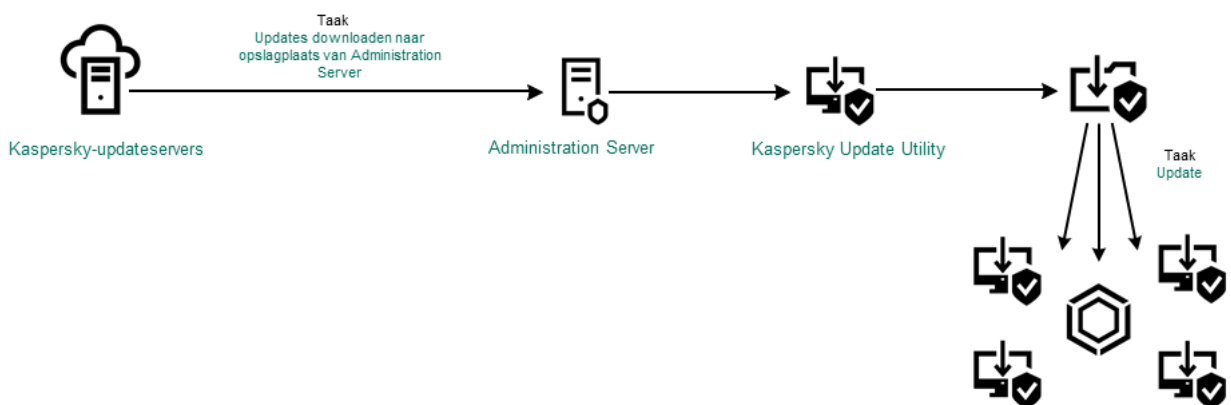 Taak
Updates downloaden naar
opslagplaats van Administration
Server
Kaspersky-updateservers
Administration Server
Kaspersky Update Utility
Taak
Update